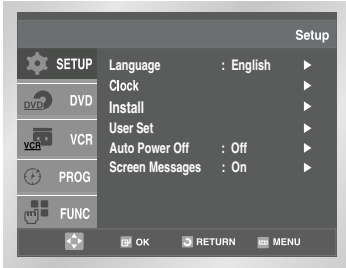 Setup
SETUP
Language : English
Clock
Install
DVD DVD
User Set
VCR VCR
Auto Power Off : Off
Screen Messages : On
PROG
FUNC
OK RETURN MENU